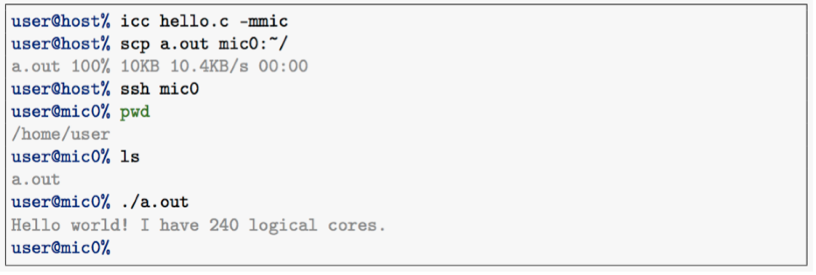 user@host% icc hello.c -mmic
user@host% scp a.out mic0:~/
a.out 100% 10KB 10.4KB/s 00:00
user@host% ssh mic0
user@mic0% pwd
/home/user
user@mic0% ls
a.out
user@mic0% ./a.out
Hello world! I have 240 logical cores.
user@mic0%